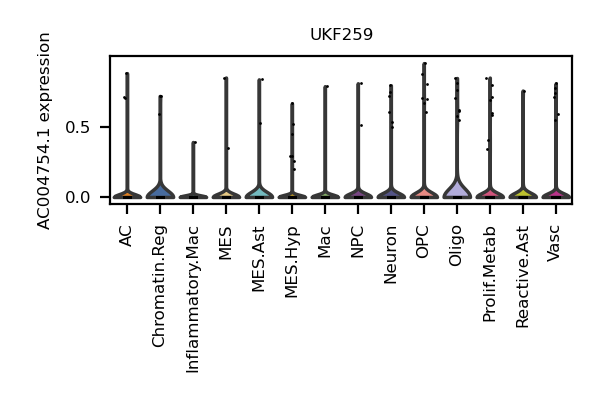 UKF259
AC004754.1 expression
0.5
0.0
AC
Chromatin.Reg
Inflammatory.Mac
MES
MES.Ast
MES.Hyp
Mac
NPC
Neuron
OPC
Oligo
Prolif.Metab
Reactive.Ast
Vasc